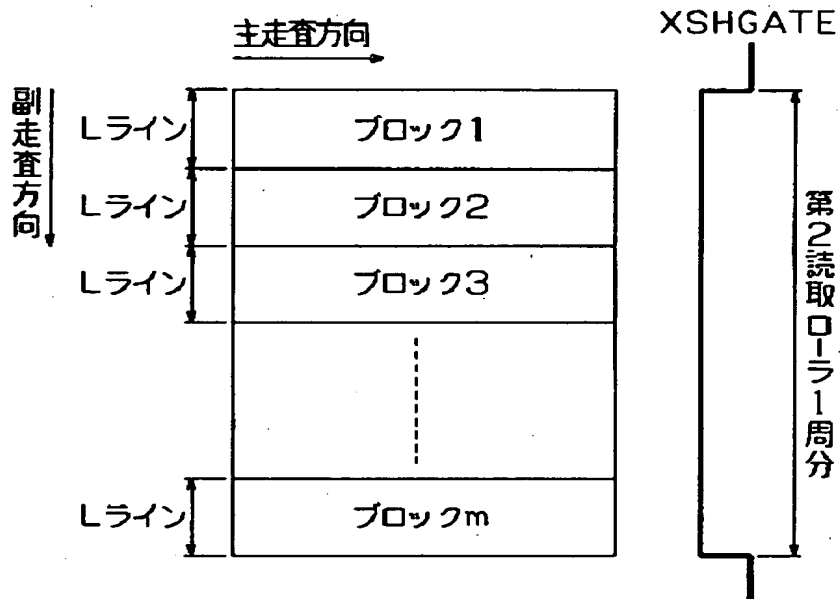 主走査方向
XSHGATE
副走査方向
Lライン
ブロック1
Lライン
ブロック2
Lライン
ブロック3
Lライン
ブロックm
第2読取ローラ1周分